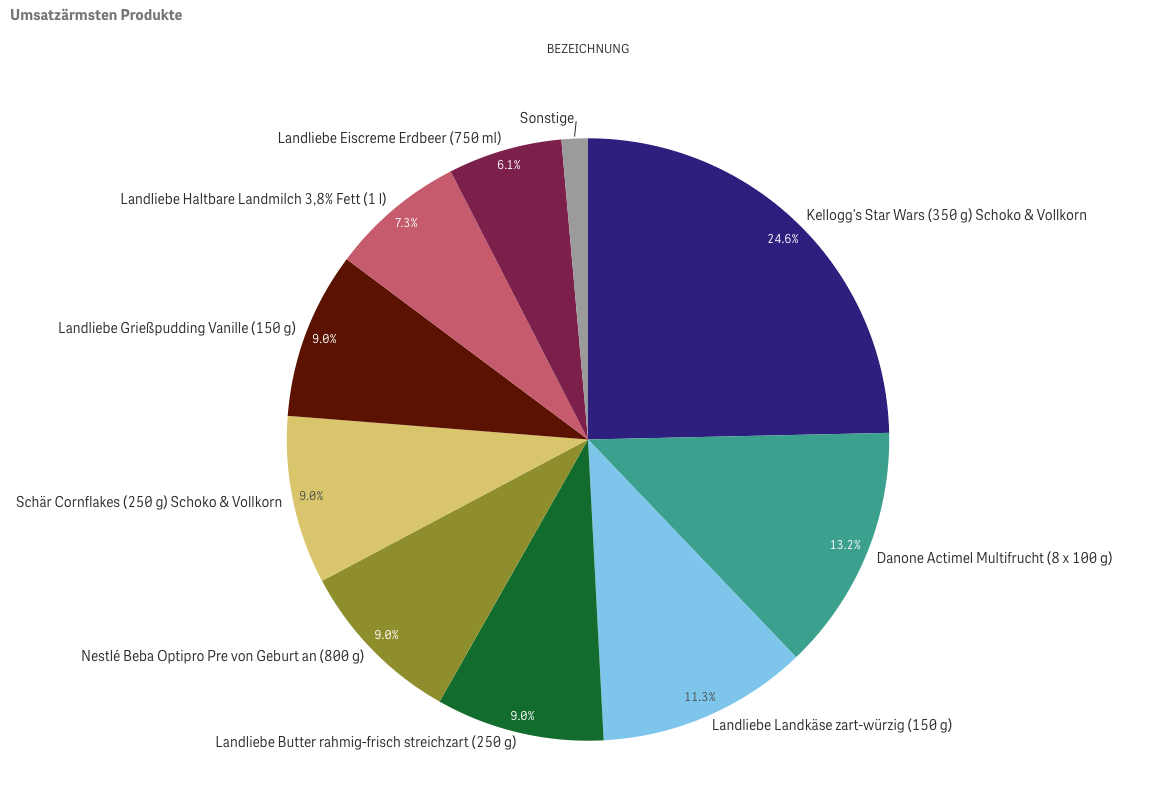 Umsatzärmsten Produkte
BEZEICHNUNG
Sonstige
Landliebe Eiscreme Erdbeer (750 ml)
6.1%
Landliebe Haltbare Landmilch 3,8% Fett (1 l)
7.3%
Kellogg's Star Wars (350 g) Schoko & Vollkorn
24.6%
Landliebe Grießpudding Vanille (150 g)
9.0%
Schär Cornflakes (250 g) Schoko & Vollkorn
9.0%
13.2%
Danone Actimel Multifrucht (8 x 100 g)
9.0%
Nestlé Beba Optipro Pre von Geburt an (800 g)
11.3%
Landliebe Landkäse zart-würzig (150 g)
9.0%
Landliebe Butter rahmig-frisch streichzart (250 g)